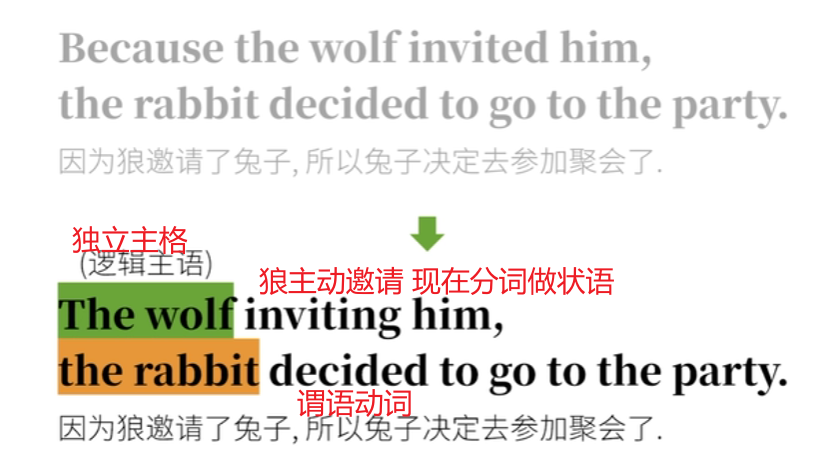 Because the wolf invited him,
the rabbit decided to go to the party.
因为狼邀请了兔子, 所以兔子决定去参加聚会了.
独立主格
(逻辑主语)
狼主动邀请 现在分词做状语
The wolf inviting him,
the rabbit decided to go to the party.
谓语动词
因为狼邀请了兔子, 所以兔子决定去参加聚会了.